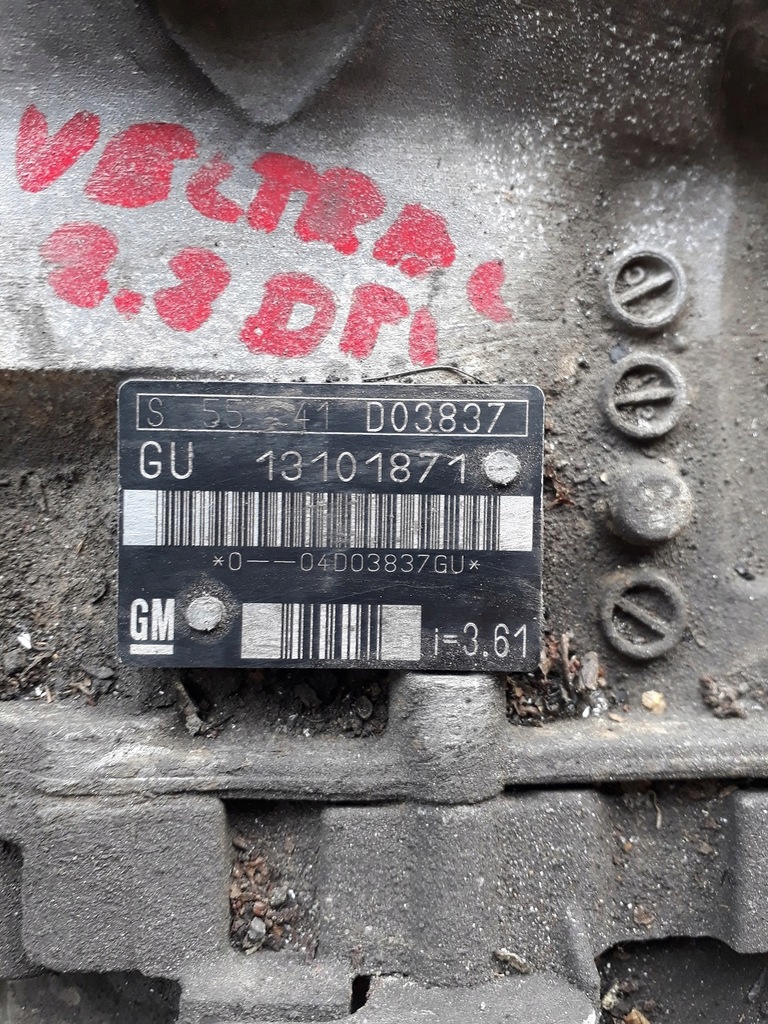 VECTRA C
2.2 DTI
S 55 41 D03837
GU 13101871
*0--04D03837GU*
GM
i=3.61